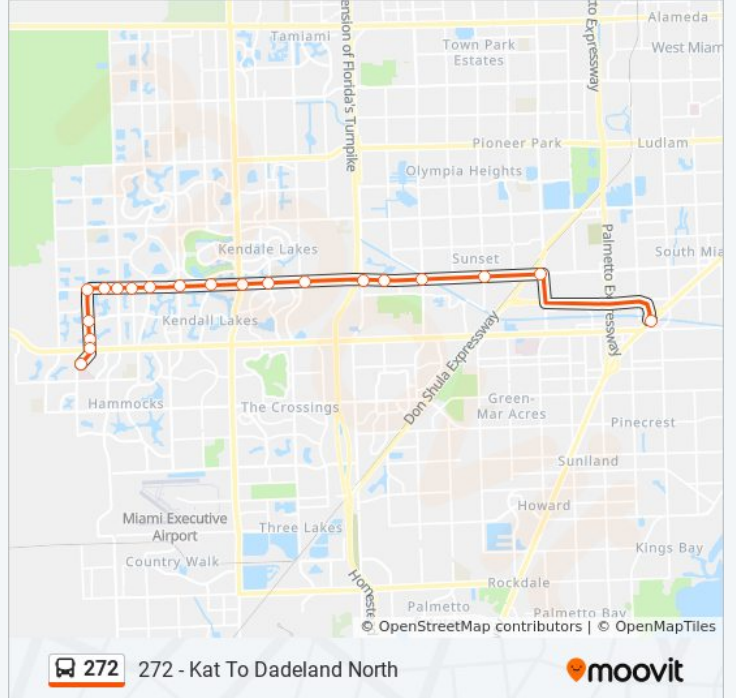 Alameda
Tamiami
Town Park
Estates
West Miam
ension of Florida's Turnpike
to Expressway
Pioneer Park
Ludlam
Olympia Heights
Kendale Lakes
Sunset
South Mia
Palmetto Expressway
Kendall Lakes
Don Shula Expressway
Hammocks
The Crossings
Green-
Mar Acres
Pinecrest
Suniland
Miami Executive
Airport
Three Lakes
Howard
Country Walk
Kings Bay
Homeste
Rockdale
Palmetto
Palmetto Bay
© OpenStreetMap contributors | © OpenMapTiles
272
272 - Kat To Dadeland North
moovit